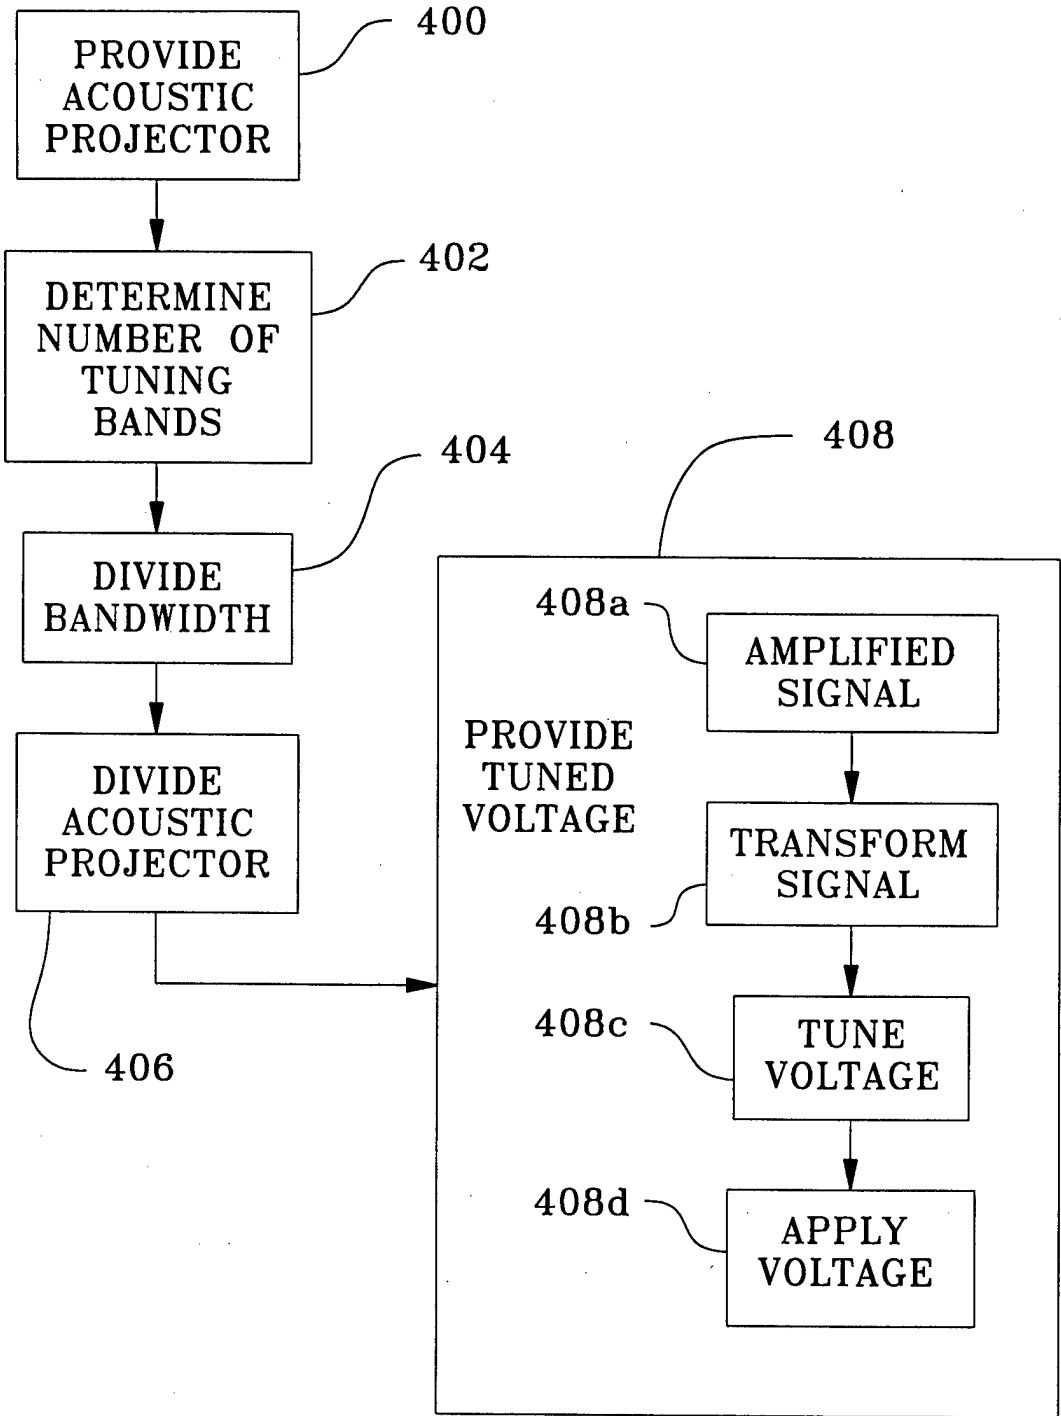 400
PROVIDE
ACOUSTIC
PROJECTOR
402
DETERMINE
NUMBER OF
TUNING
BANDS
404
DIVIDE
BANDWIDTH
DIVIDE
ACOUSTIC
PROJECTOR
406
408
PROVIDE
TUNED
VOLTAGE
408a
AMPLIFIED
SIGNAL
TRANSFORM
SIGNAL
408b
408c
TUNE
VOLTAGE
408d
APPLY
VOLTAGE